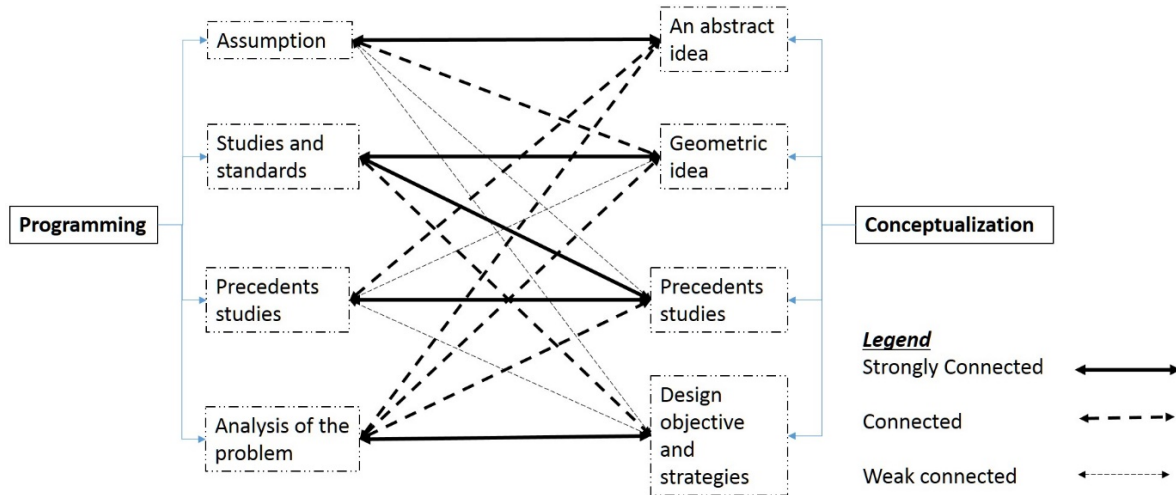 Assumption
An abstract
idea
Studies and
standards
Geometric
idea
Programming
Conceptualization
Precedents
studies
Precedents
studies
Analysis of the
problem
Design
objective
and
strategies
Legend
Strongly Connected
Connected
Weak connected